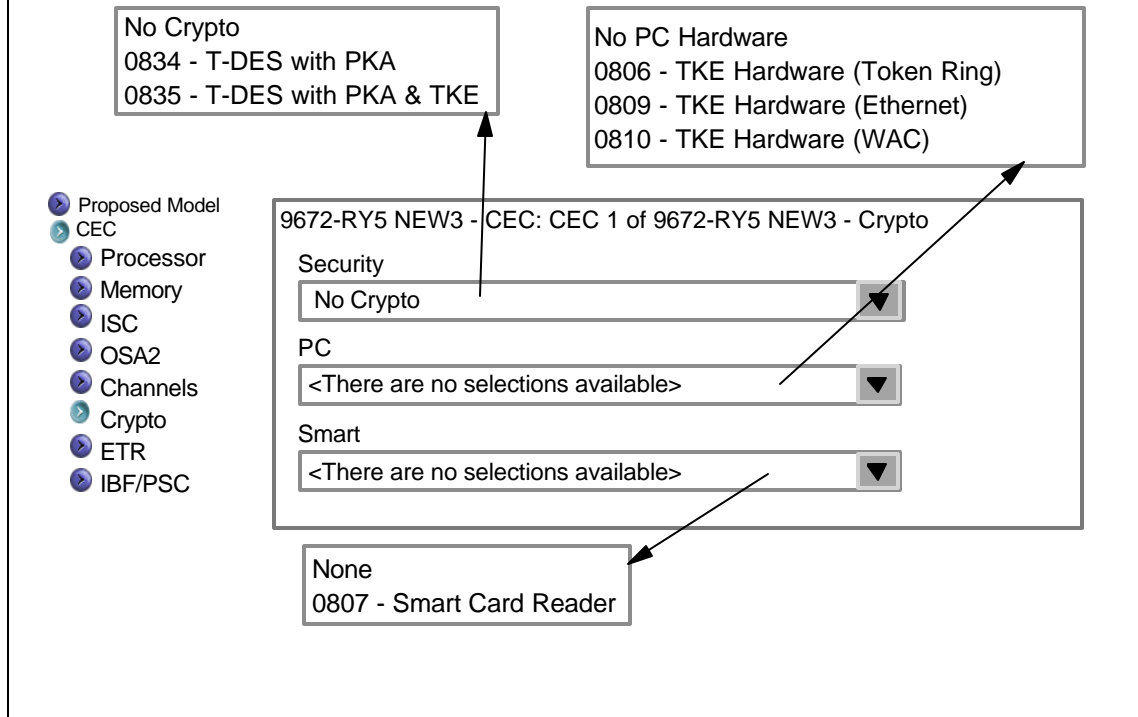 No Crypto
0834 - T-DES with PKA
0835 - T-DES with PKA & TKE
No PC Hardware
0806 - TKE Hardware (Token Ring)
0809 - TKE Hardware (Ethernet)
0810 - TKE Hardware (WAC)
Proposed Model
CEC
Processor
Memory
ISC
OSA2
Channels
Crypto
ETR
IBF/PSC
9672-RY5 NEW3 - CEC: CEC 1 of 9672-RY5 NEW3 - Crypto
Security
No Crypto
PC
<There are no selections available>
Smart
<There are no selections available>
None
0807 - Smart Card Reader